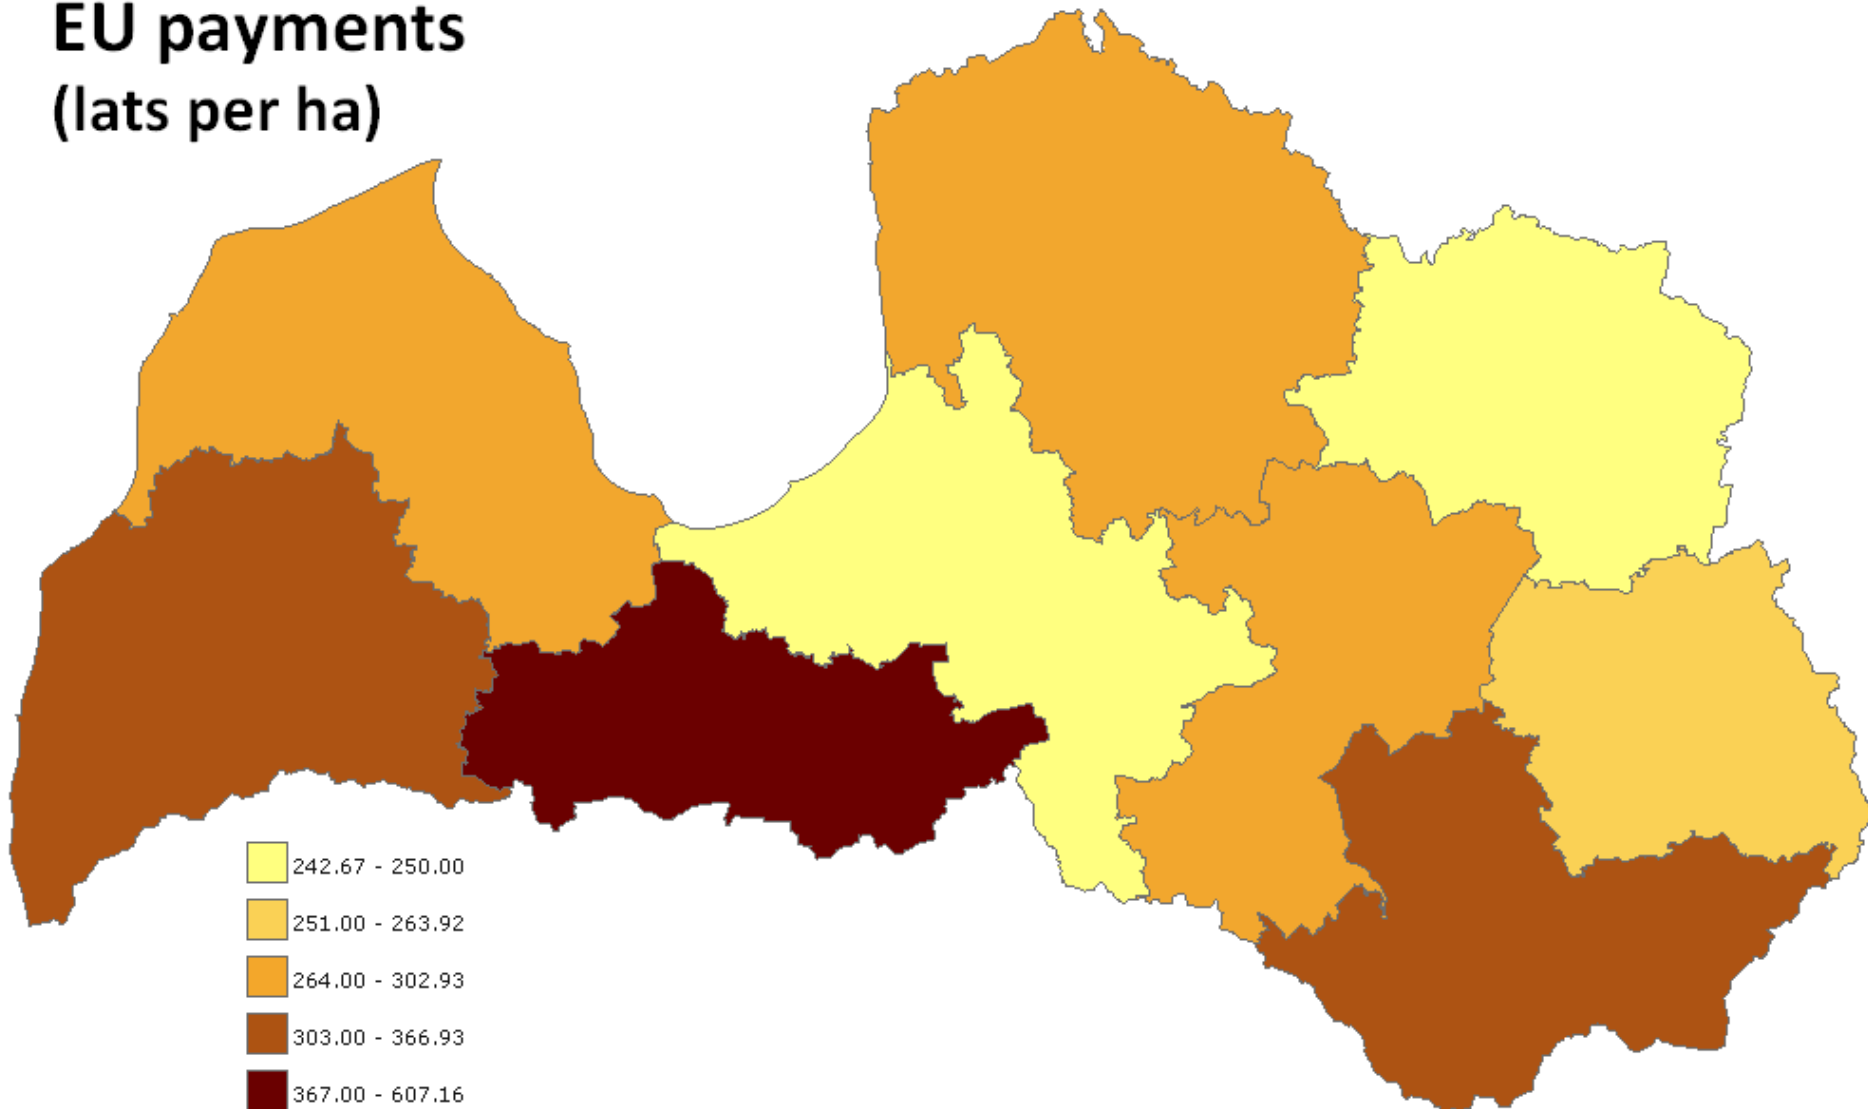 EU payments
(lats per ha)
242.67 - 250.00
251.00 - 263.92
264.00 - 302.93
303.00 - 366.93
367.00 - 607.16